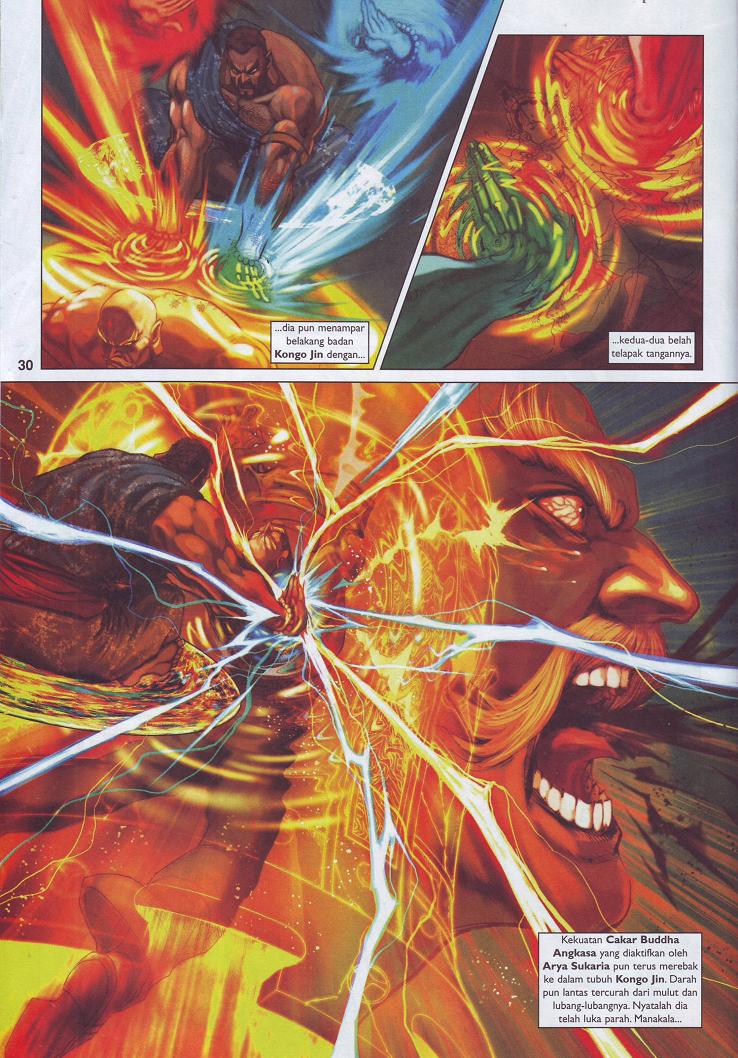 ...dia pun menampar
belakang badan
Kongo Jin dengan...
...kedua-dua belah
telapak tangannya.
30
Kekuatan Cakar Buddha
Angkasa yang diaktifkan oleh
Arya Sukaria pun terus merebak
ke dalam tubuh Kongo Jin. Darah
pun lantas tercurah dari mulut dan
lubang-lubangnya. Nyatalah dia
telah luka parah. Manakala...